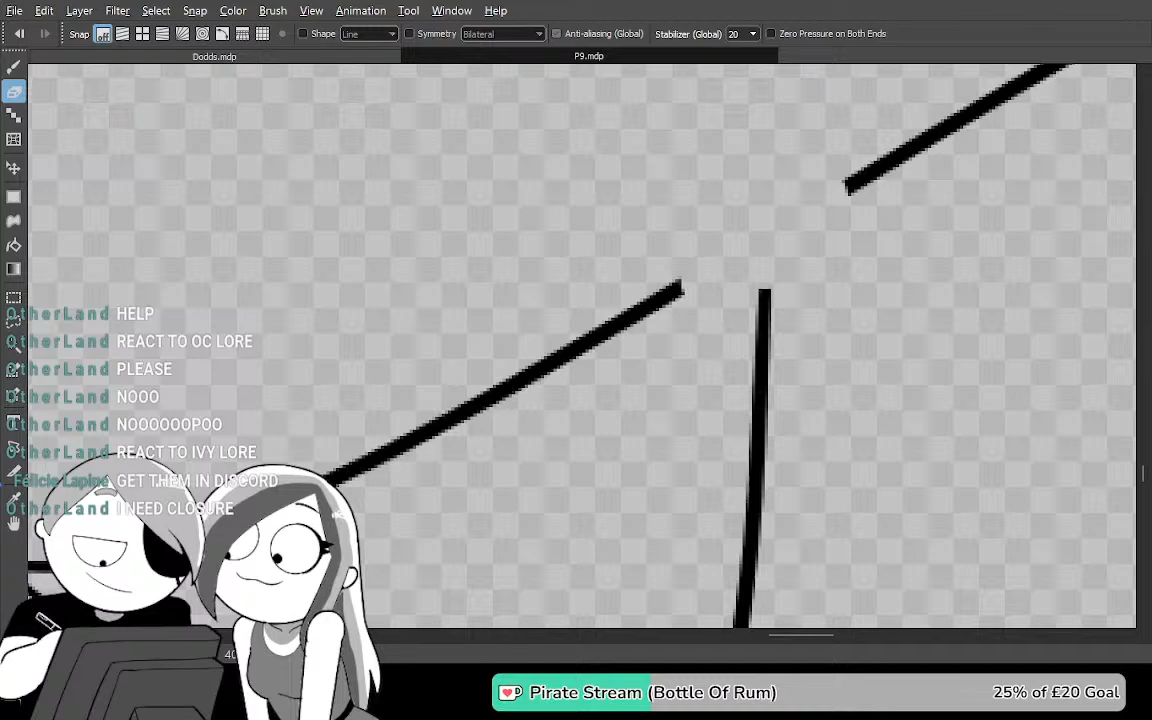 File Edit Layer Filter Select Snap Color Brush View Animation Tool Window Help
Snap off Shape Line Symmetry Bilateral Anti-aliasing (Global) Stabilizer (Global) 20 Zero Pressure on Both Ends
Dodds.mdp P9.mdp
OtherLand HELP
OtherLand REACT TO OC LORE
OtherLand PLEASE
OtherLand NOOO
OtherLand NOOOOOOPOO
OtherLand REACT TO IVY LORE
Félicie Lapine GET THEM IN DISCORD
OtherLand I NEED CLOSURE
Pirate Stream (Bottle Of Rum) 25% of £20 Goal